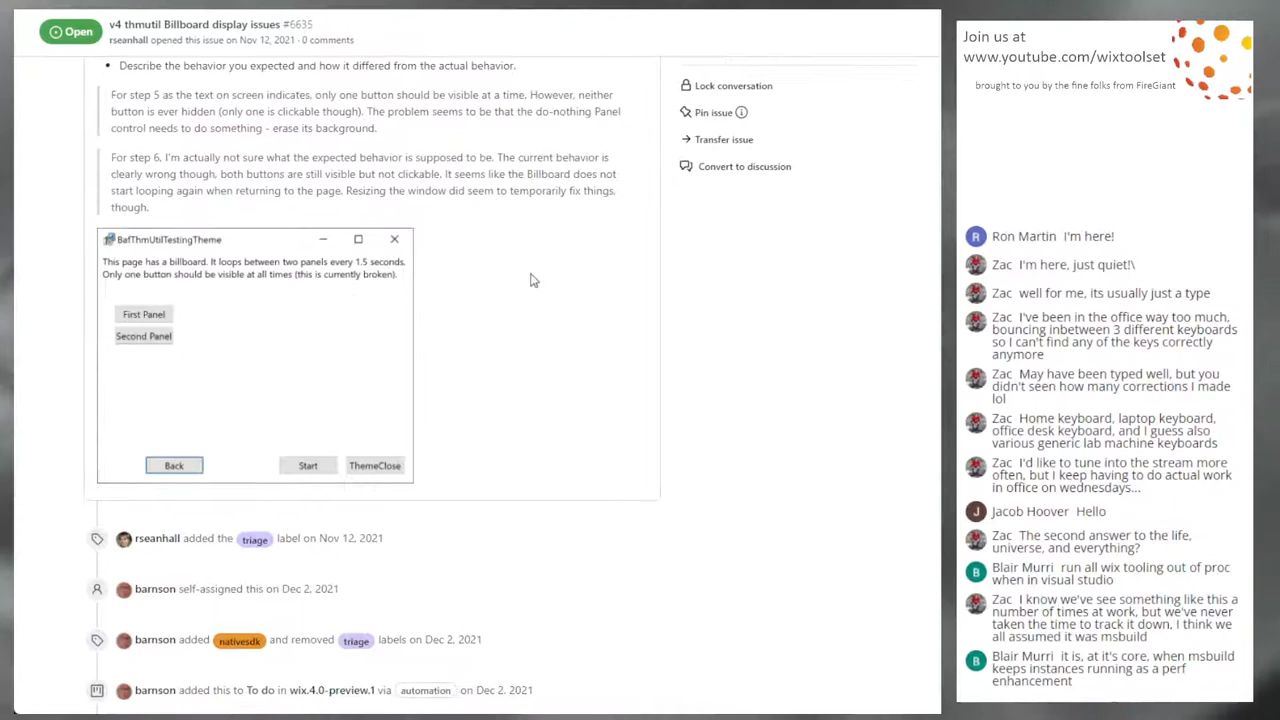 Open
v4 thmutil Billboard display issues #6635
rseanhall opened this issue on Nov 12, 2021 · 0 comments
• Describe the behavior you expected and how it differed from the actual behavior.
For step 5 as the text on screen indicates, only one button should be visible at a time. However, neither
button is ever hidden (only one is clickable though). The problem seems to be that the do-nothing Panel
control needs to do something - erase its background.
For step 6, I'm actually not sure what the expected behavior is supposed to be. The current behavior is
clearly wrong though, both buttons are still visible but not clickable. It seems like the Billboard does not
start looping again when returning to the page. Resizing the window did seem to temporarily fix things,
though.
BafThmUtilTestingTheme
This page has a billboard. It loops between two panels every 1.5 seconds.
Only one button should be visible at all times (this is currently broken).
First Panel
Second Panel
Back
Start
ThemeClose
rseanhall added the triage label on Nov 12, 2021
barnson self-assigned this on Dec 2, 2021
barnson added nativesdk and removed triage labels on Dec 2, 2021
barnson added this to To do in wix.4.0-preview.1 via automation on Dec 2, 2021
Lock conversation
Pin issue
Transfer issue
Convert to discussion
Join us at
www.youtube.com/wixtoolset
brought to you by the fine folks from FireGiant
R Ron Martin I'm here!
Zac I'm here, just quiet!\
Zac well for me, its usually just a type
Zac I've been in the office way too much,
bouncing inbetween 3 different keyboards
so I can't find any of the keys correctly
anymore
Zac May have been typed well, but you
didn't seen how many corrections I made
lol
Zac Home keyboard, laptop keyboard,
office desk keyboard, and I guess also
various generic lab machine keyboards
Zac I'd like to tune into the stream more
often, but I keep having to do actual work
in office on wednesdays...
J Jacob Hoover Hello
Zac The second answer to the life,
universe, and everything?
B Blair Murri run all wix tooling out of proc
when in visual studio
Zac I know we've see something like this a
number of times at work, but we've never
taken the time to track it down, I think we
all assumed it was msbuild
B Blair Murri it is, at it's core, when msbuild
keeps instances running as a perf
enhancement